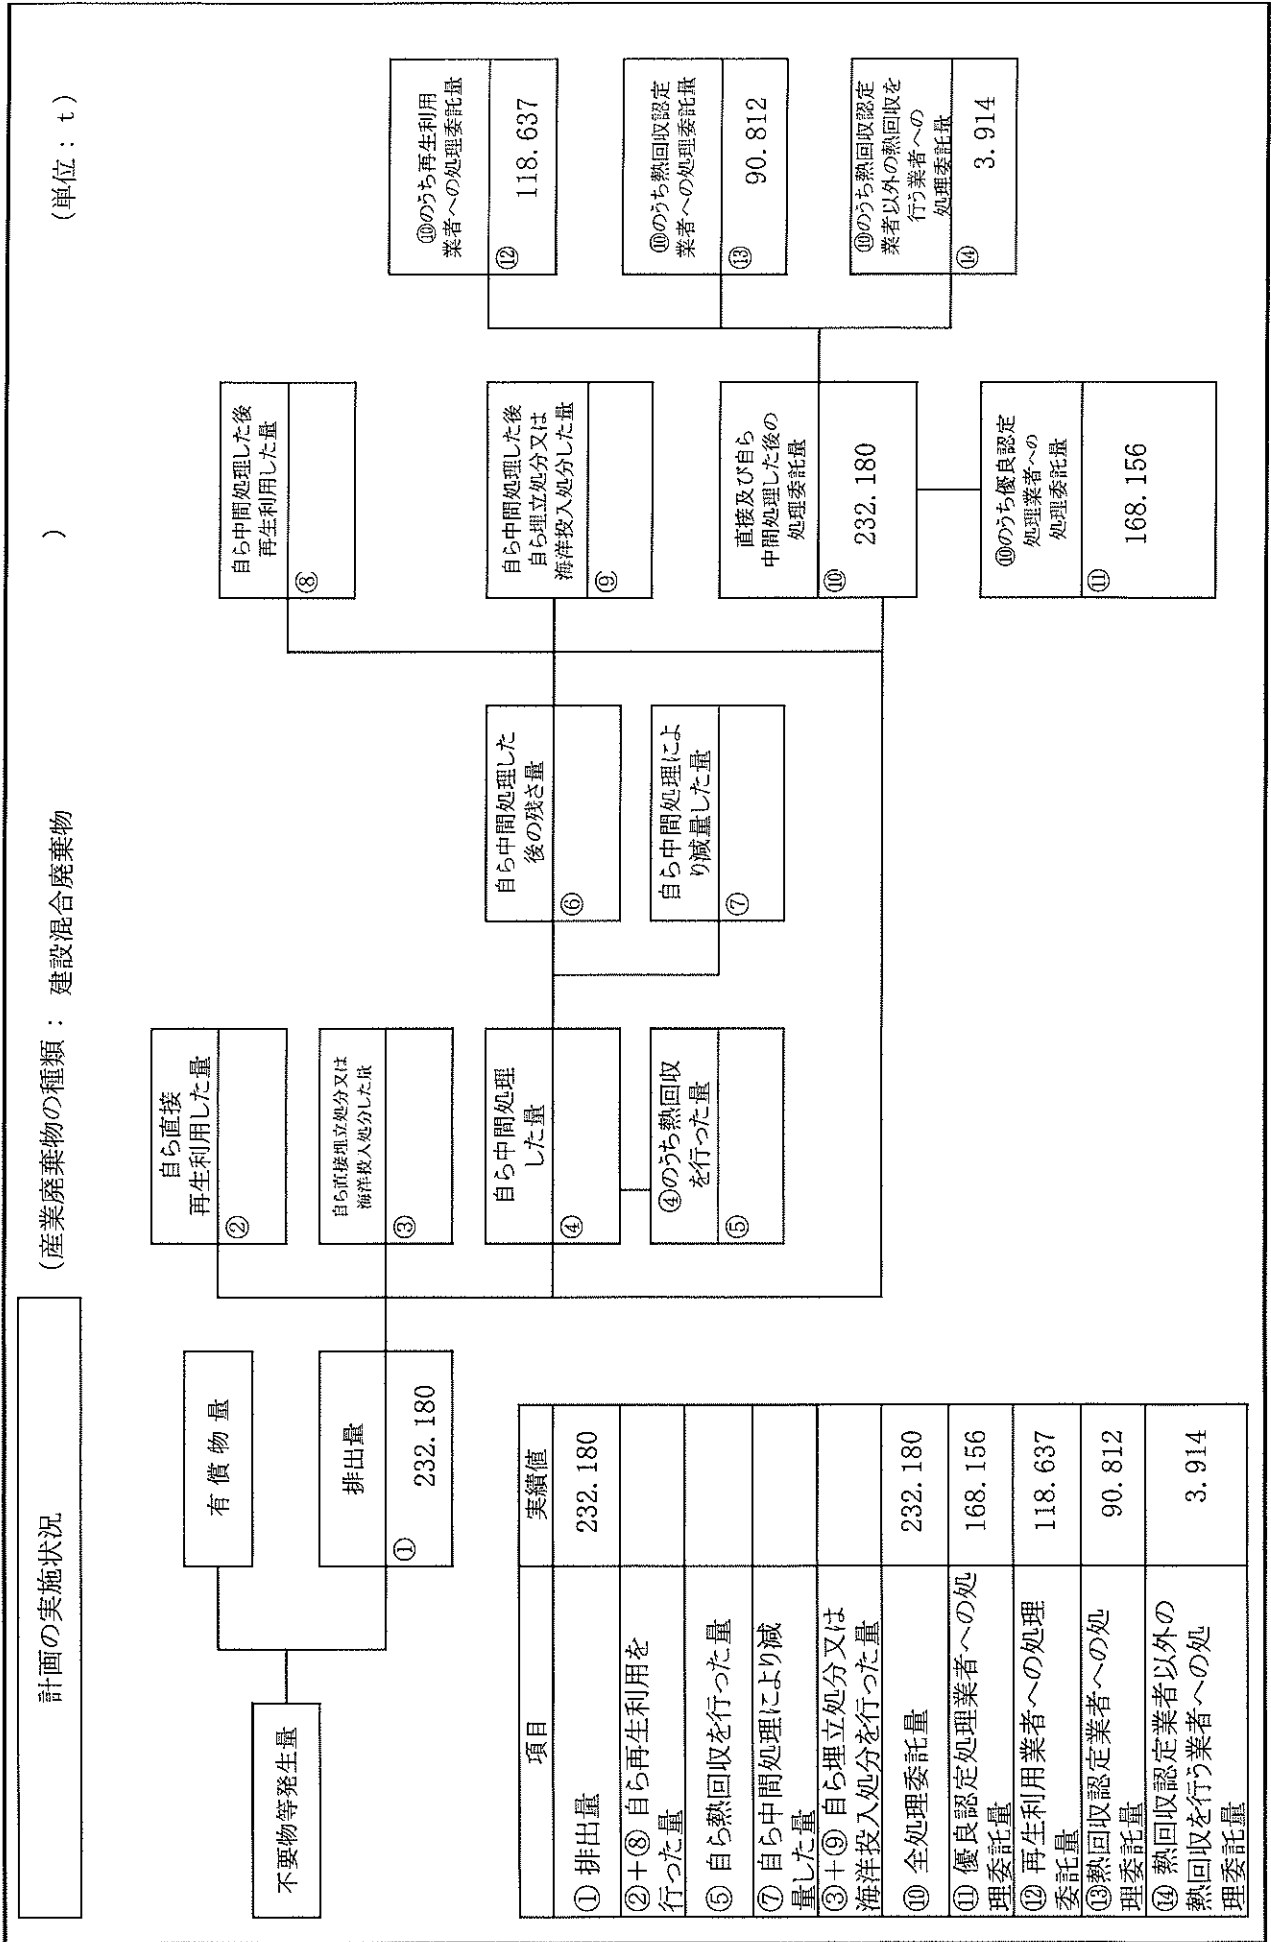 計画の実施状況
(産業廃棄物の種類： 建設混合廃棄物
)
(単位：t)
不要物等発生量
有償物量
排出量
①
232.180
自ら直接
再生利用した量
②
自ら直接埋立処分又は
海洋投入処分した量
③
自ら中間処理
した量
④
④のうち熱回収
を行った量
⑤
自ら中間処理した
後の残さ量
⑥
自ら中間処理によ
り減量した量
⑦
自ら中間処理した後
再生利用した量
⑧
自ら中間処理した後
自ら埋立処分又は
海洋投入処分した量
⑨
直接及び自ら
中間処理した後の
処理委託量
⑩
232.180
⑩のうち優良認定
処理業者への
処理委託量
⑪
168.156
⑩のうち再生利用
業者への処理委託量
⑫
118.637
⑩のうち熱回収認定
業者への処理委託量
⑬
90.812
⑩のうち熱回収認定
業者以外の熱回収を
行う業者への
処理委託量
⑭
3.914
項目 実績値
① 排出量 232.180
②＋⑧ 自ら再生利用を
行った量
⑤ 自ら熱回収を行った量
⑦ 自ら中間処理により減
量した量
③＋⑨ 自ら埋立処分又は
海洋投入処分を行った量
⑩ 全処理委託量 232.180
⑪ 優良認定処理業者への処
理委託量 168.156
⑫ 再生利用業者への処理
委託量 118.637
⑬熱回収認定業者への処
理委託量 90.812
⑭ 熱回収認定業者以外の
熱回収を行う業者への処
理委託量 3.914